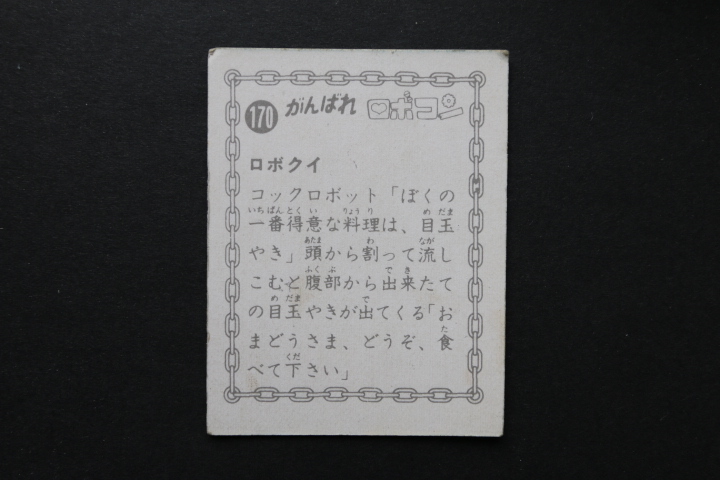 170 がんばれ ロボコン
ロボクイ
コックロボット「ぼくの
一番得意な料理は、目玉
やき」頭から割って流し
こむと腹部から出来たて
の目玉やきが出てくる「お
まどうさま、どうぞ、食
べて下さい」